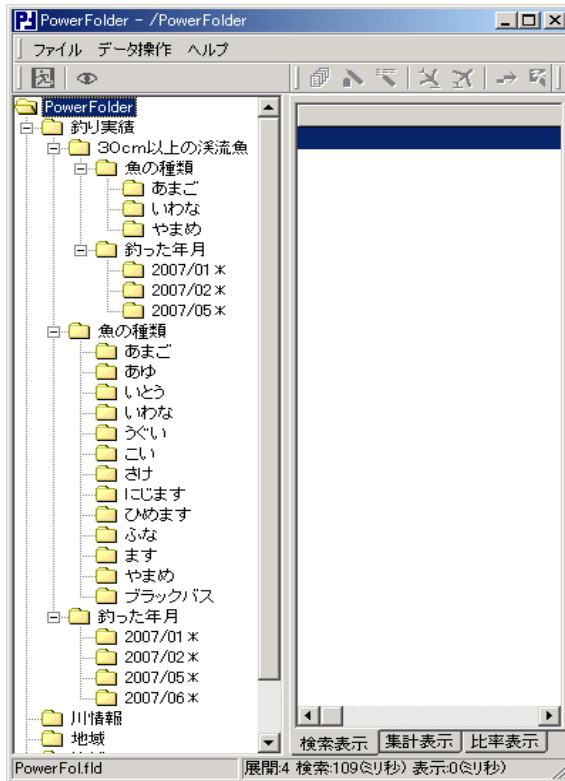 PowerFolder - /PowerFolder
ファイル データ操作 ヘルプ
PowerFolder
釣り実績
30cm以上の渓流魚
魚の種類
あまご
いわな
やまめ
釣った年月
2007/01*
2007/02*
2007/05*
魚の種類
あまご
あゆ
いとう
いわな
うぐい
こい
さけ
にじます
ひめます
ふな
ます
やまめ
ブラックバス
釣った年月
2007/01*
2007/02*
2007/05*
2007/06*
川情報
地域
検索表示 集計表示 比率表示
PowerFol.fld 展開:4 検索:109(ミリ秒) 表示:0(ミリ秒)